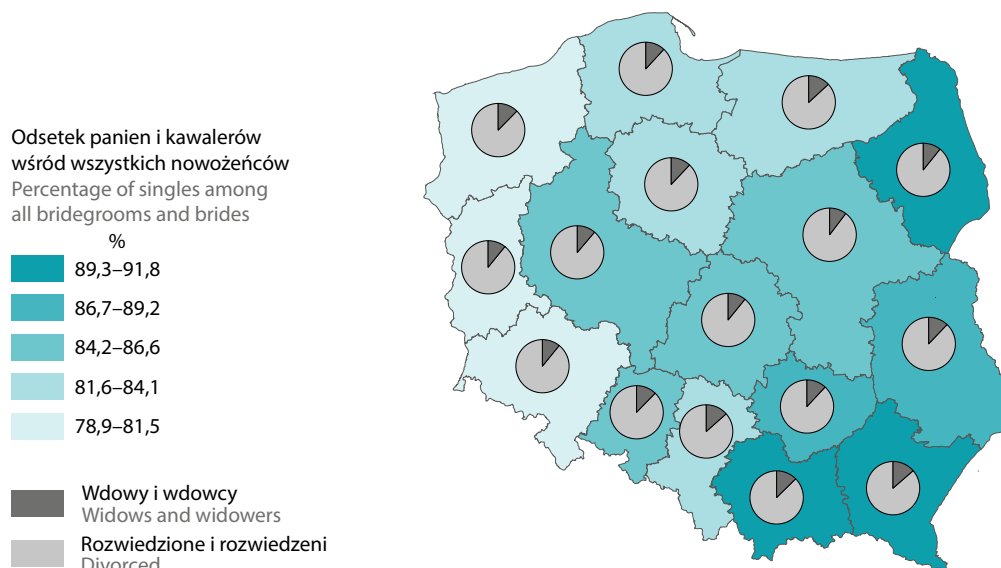 Odsetek panien i kawalerów
wśród wszystkich nowożeńców
Percentage of singles among
all bridegrooms and brides
%
89,3–91,8
86,7–89,2
84,2–86,6
81,6–84,1
78,9–81,5
Wdowy i wdowcy
Widows and widowers
Rozwiedzione i rozwiedzeni
Divorced